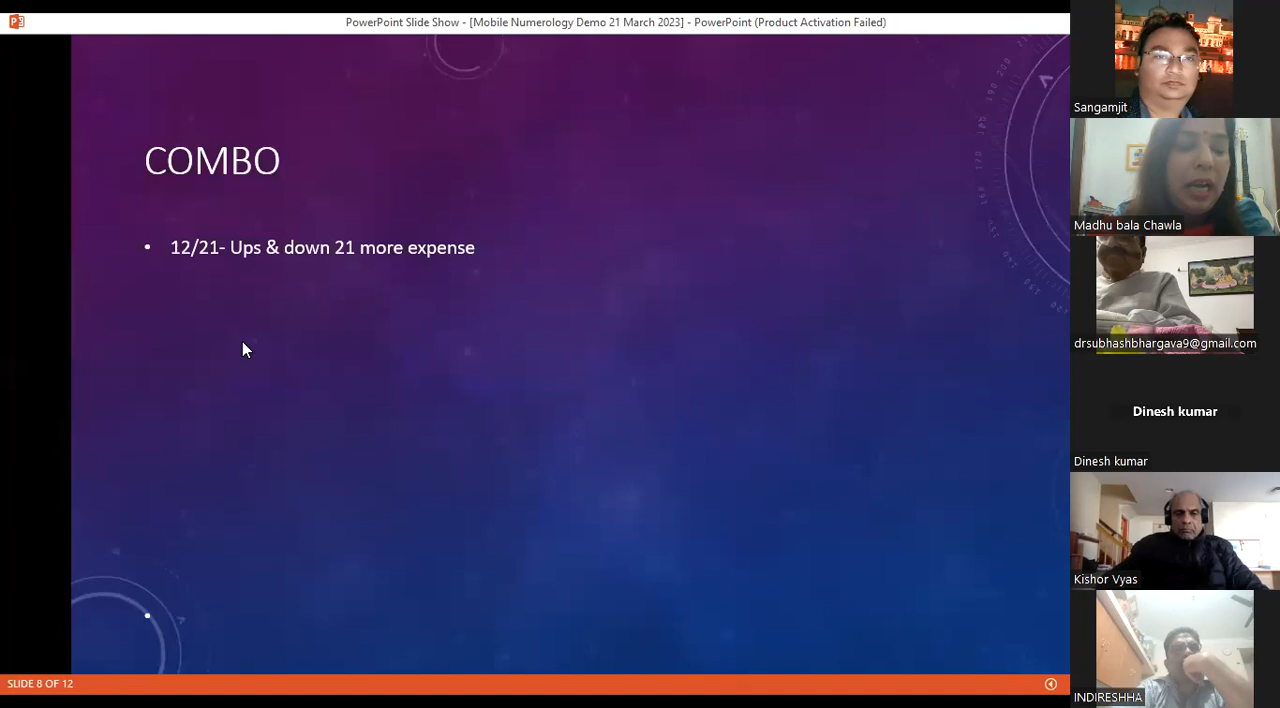 PowerPoint Slide Show - [Mobile Numerology Demo 21 March 2023] - PowerPoint (Product Activation Failed)
COMBO
• 12/21- Ups & down 21 more expense
SLIDE 8 OF 12
Sangamjit
Madhu bala Chawla
drsubhashbhargava9@gmail.com
Dinesh kumar
Dinesh kumar
Kishor Vyas
INDIRESHHA